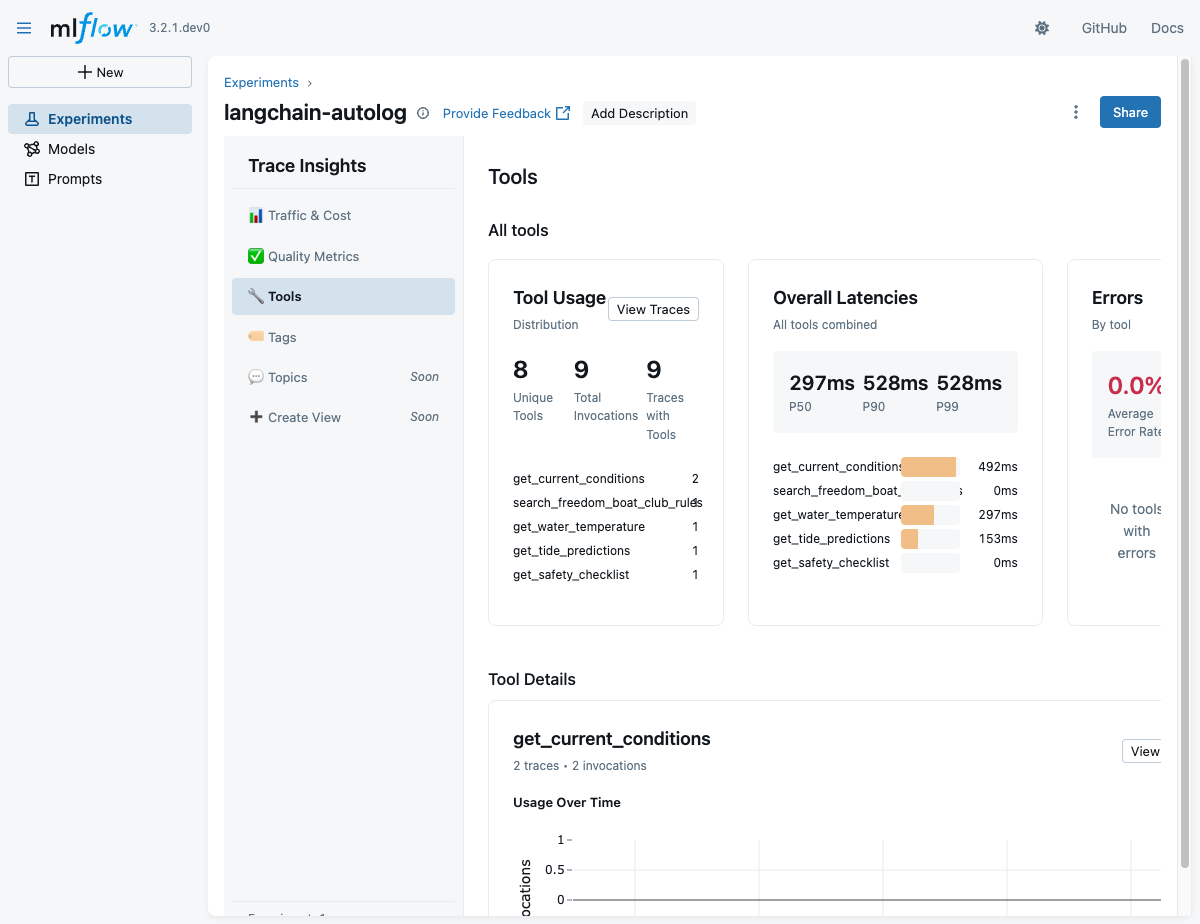 mlflow 3.2.1.dev0
GitHub Docs
New
Experiments
Models
Prompts
Experiments ›
langchain-autolog Provide Feedback Add Description
Share
Trace Insights
Traffic & Cost
Quality Metrics
Tools
Tags
Topics Soon
Create View Soon
Tools
All tools
Tool Usage
View Traces
Distribution
8 9 9
Unique Total Traces
Tools Invocations with
Tools
get_current_conditions 2
search_freedom_boat_club_rules 1
get_water_temperature 1
get_tide_predictions 1
get_safety_checklist 1
Overall Latencies
All tools combined
297ms 528ms 528ms
P50 P90 P99
get_current_conditions 492ms
search_freedom_boat_ s 0ms
get_water_temperature 297ms
get_tide_predictions 153ms
get_safety_checklist 0ms
Errors
By tool
0.0%
Average
Error Rate
No tools
with
errors
Tool Details
get_current_conditions
2 traces • 2 invocations
View
Usage Over Time
1
0.5
0